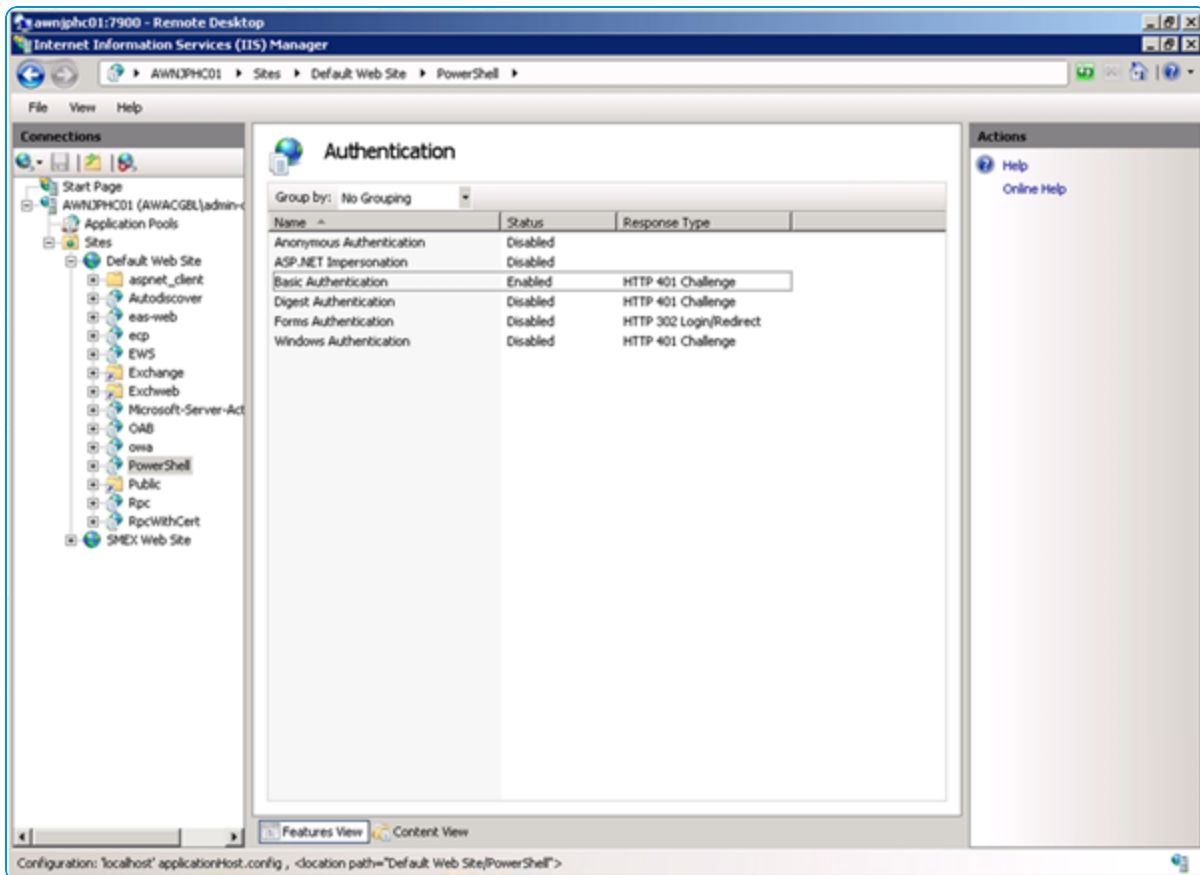 awnjphc01:7900 - Remote Desktop
Internet Information Services (IIS) Manager
AWNJPHC01 Sites Default Web Site PowerShell
File View Help
Connections
Start Page
AWNJPHC01 (AWACGBL\admin-
Application Pools
Sites
Default Web Site
aspnet_client
Autodiscover
eas-web
ecp
EWS
Exchange
Exchweb
Microsoft-Server-Act
OAB
owa
PowerShell
Public
Rpc
RpcWithCert
SMEX Web Site
Authentication
Group by: No Grouping
Name Status Response Type
Anonymous Authentication Disabled
ASP.NET Impersonation Disabled
Basic Authentication Enabled HTTP 401 Challenge
Digest Authentication Disabled HTTP 401 Challenge
Forms Authentication Disabled HTTP 302 Login/Redirect
Windows Authentication Disabled HTTP 401 Challenge
Features View Content View
Actions
Help
Online Help
Configuration: 'localhost' applicationHost.config , <location path="Default Web Site/PowerShell">